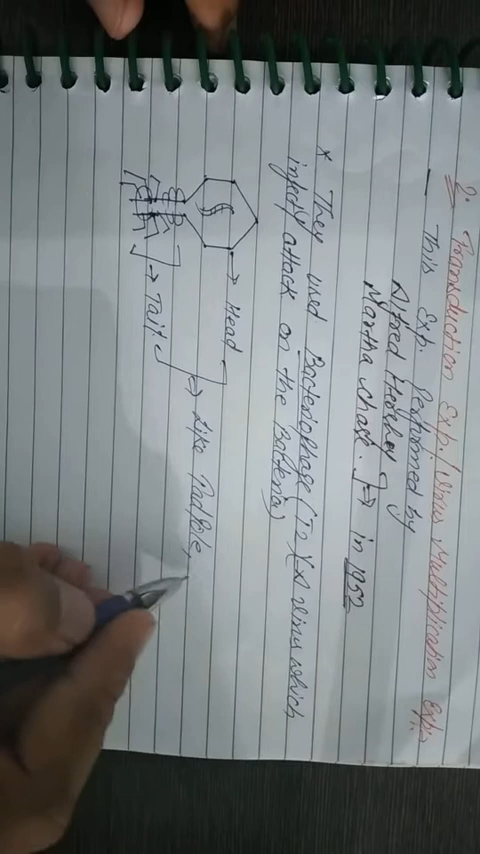 2. Transduction Exp. (Virus Multiplication Exp.:
— This Exp. performed by
Alfred Hershey
Martha Chase. ]→ in 1952
* They used Bacteriophase (T2)(A virus which
infect/attack on the Bacteria)
→ Head
→ Tail
→ Like Tadpole,